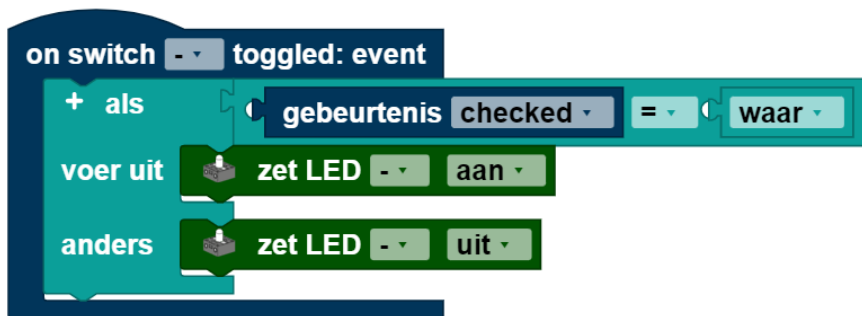 on switch - toggled: event
+ als gebeurtenis checked = waar
voer uit zet LED - aan
anders zet LED - uit